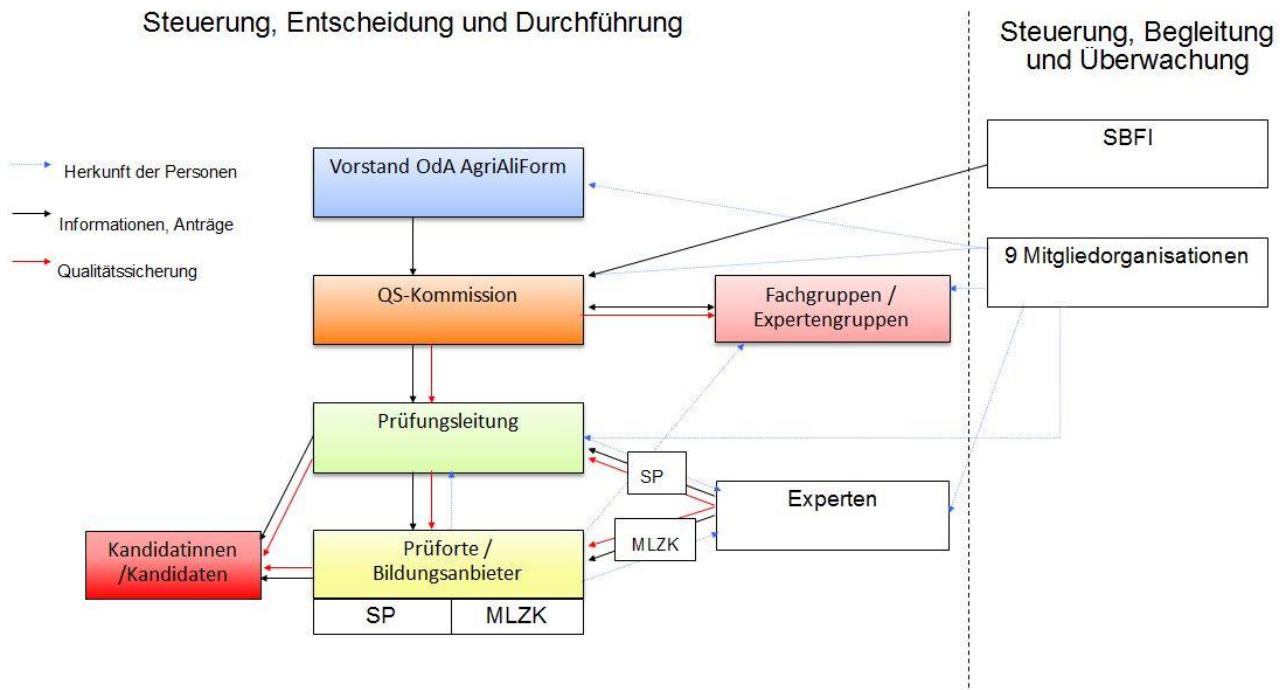 Steuerung, Entscheidung und Durchführung
Steuerung, Begleitung
und Überwachung
Herkunft der Personen
Informationen, Anträge
Qualitätssicherung
Vorstand OdA AgriAliForm
SBFI
9 Mitgliedorganisationen
QS-Kommission
Fachgruppen /
Expertengruppen
Prüfungsleitung
SP
Experten
MLZK
Kandidatinnen
/Kandidaten
Prüforte /
Bildungsanbieter
SP
MLZK